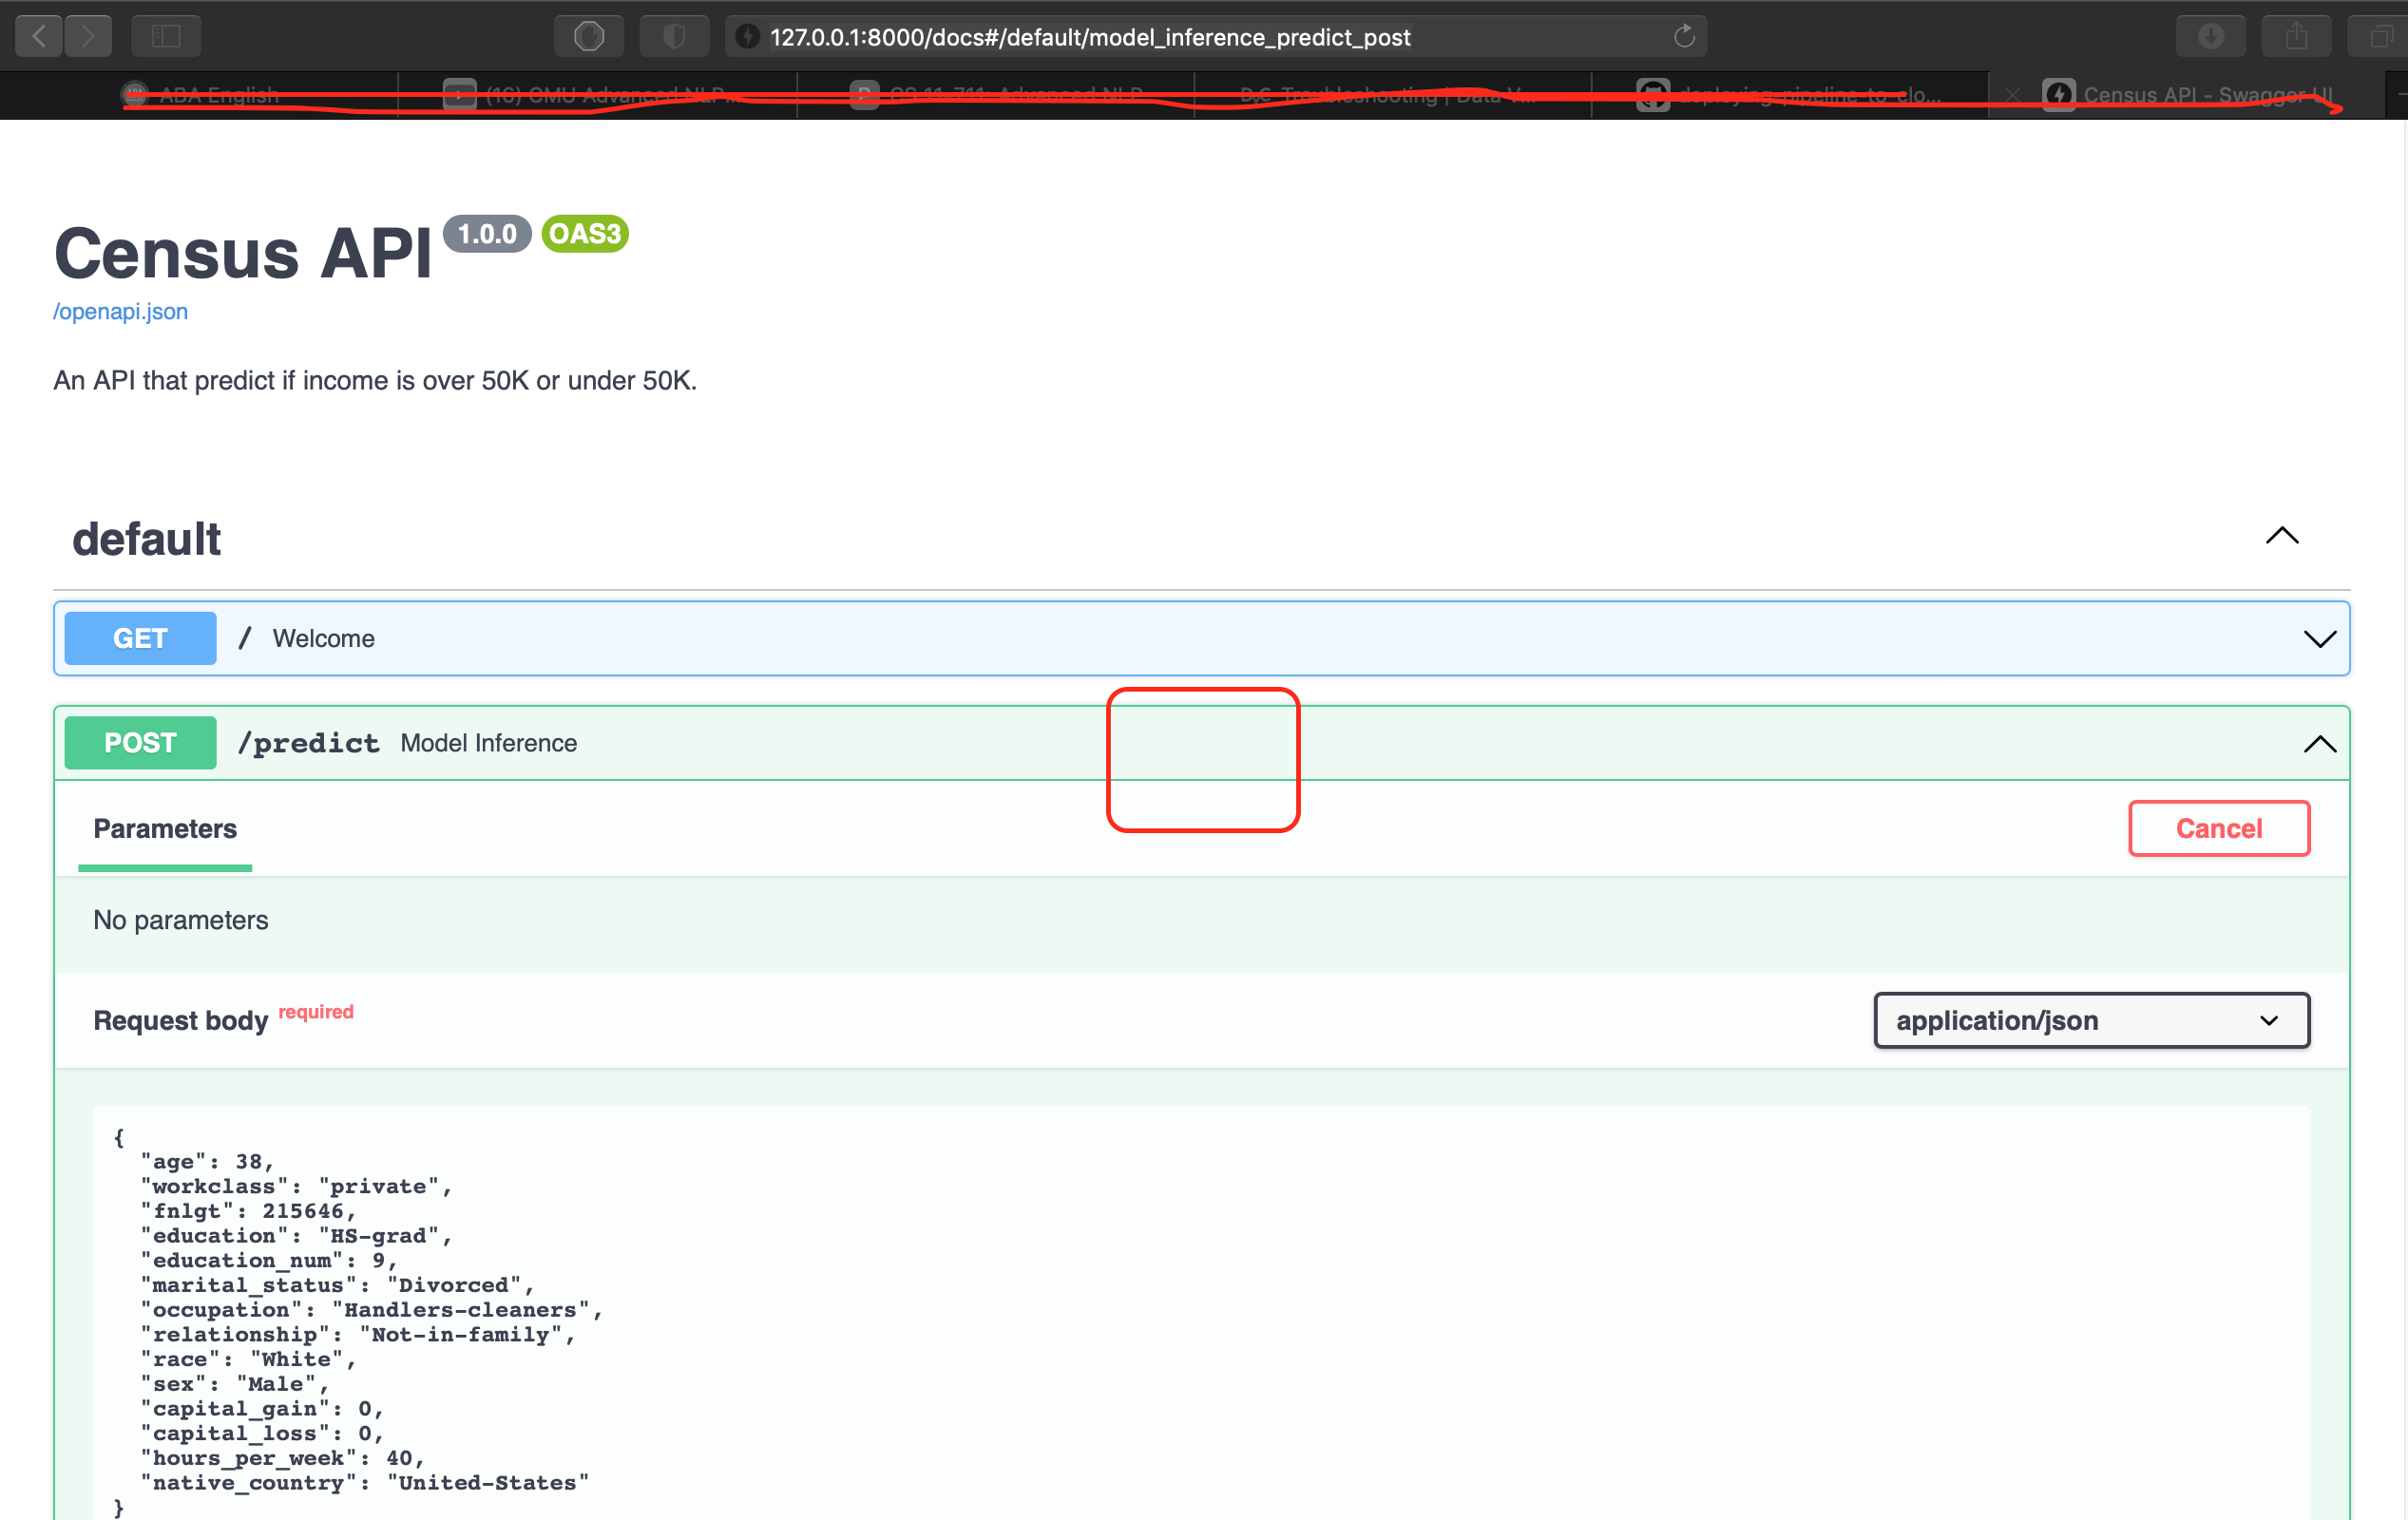 127.0.0.1:8000/docs#/default/model_inference_predict_post
ABA English
(16) CMU Advanced NLP...
CS 11-711, Advanced NLP
Troubleshooting | Data V...
deploying-pipeline-to-clo...
Census API - Swagger UI
Census API 1.0.0 OAS3
/openapi.json
An API that predict if income is over 50K or under 50K.
default
GET / Welcome
POST /predict Model Inference
Parameters
Cancel
No parameters
Request body required
application/json
{
"age": 38,
"workclass": "private",
"fnlgt": 215646,
"education": "HS-grad",
"education_num": 9,
"marital_status": "Divorced",
"occupation": "Handlers-cleaners",
"relationship": "Not-in-family",
"race": "White",
"sex": "Male",
"capital_gain": 0,
"capital_loss": 0,
"hours_per_week": 40,
"native_country": "United-States"
}